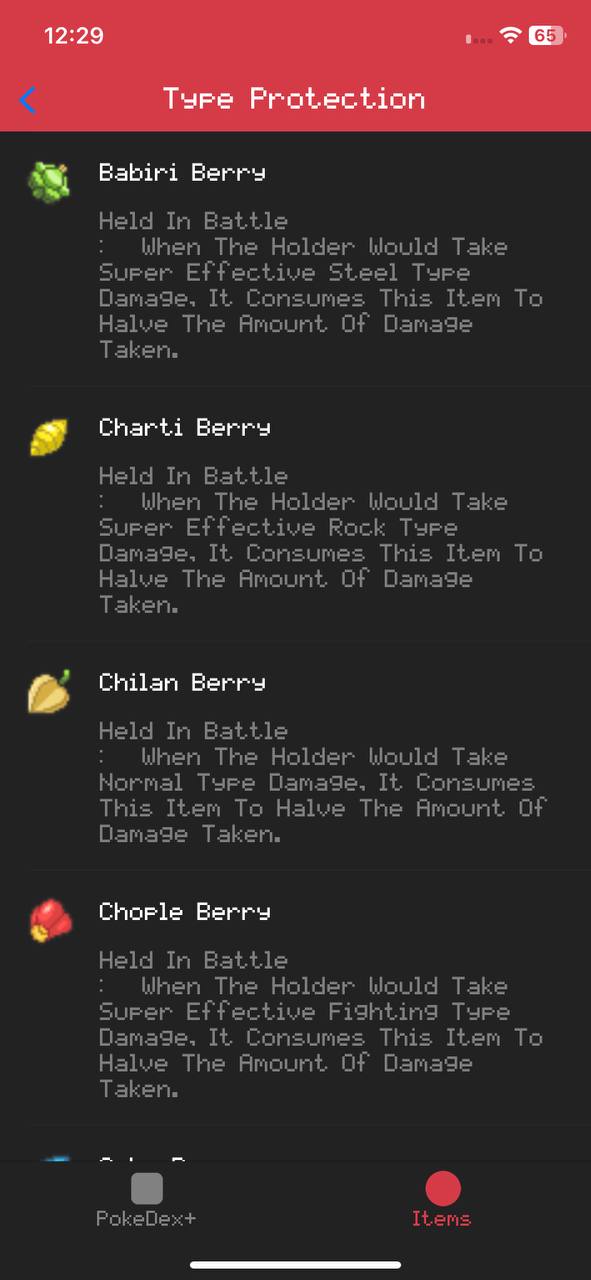 12:29
65
Type Protection
Babiri Berry
Held In Battle
:  When The Holder Would Take
Super Effective Steel Type
Damage, It Consumes This Item To
Halve The Amount Of Damage
Taken.
Charti Berry
Held In Battle
:  When The Holder Would Take
Super Effective Rock Type
Damage, It Consumes This Item To
Halve The Amount Of Damage
Taken.
Chilan Berry
Held In Battle
:  When The Holder Would Take
Normal Type Damage, It Consumes
This Item To Halve The Amount Of
Damage Taken.
Chople Berry
Held In Battle
:  When The Holder Would Take
Super Effective Fighting Type
Damage, It Consumes This Item To
Halve The Amount Of Damage
Taken.
PokeDex+
Items